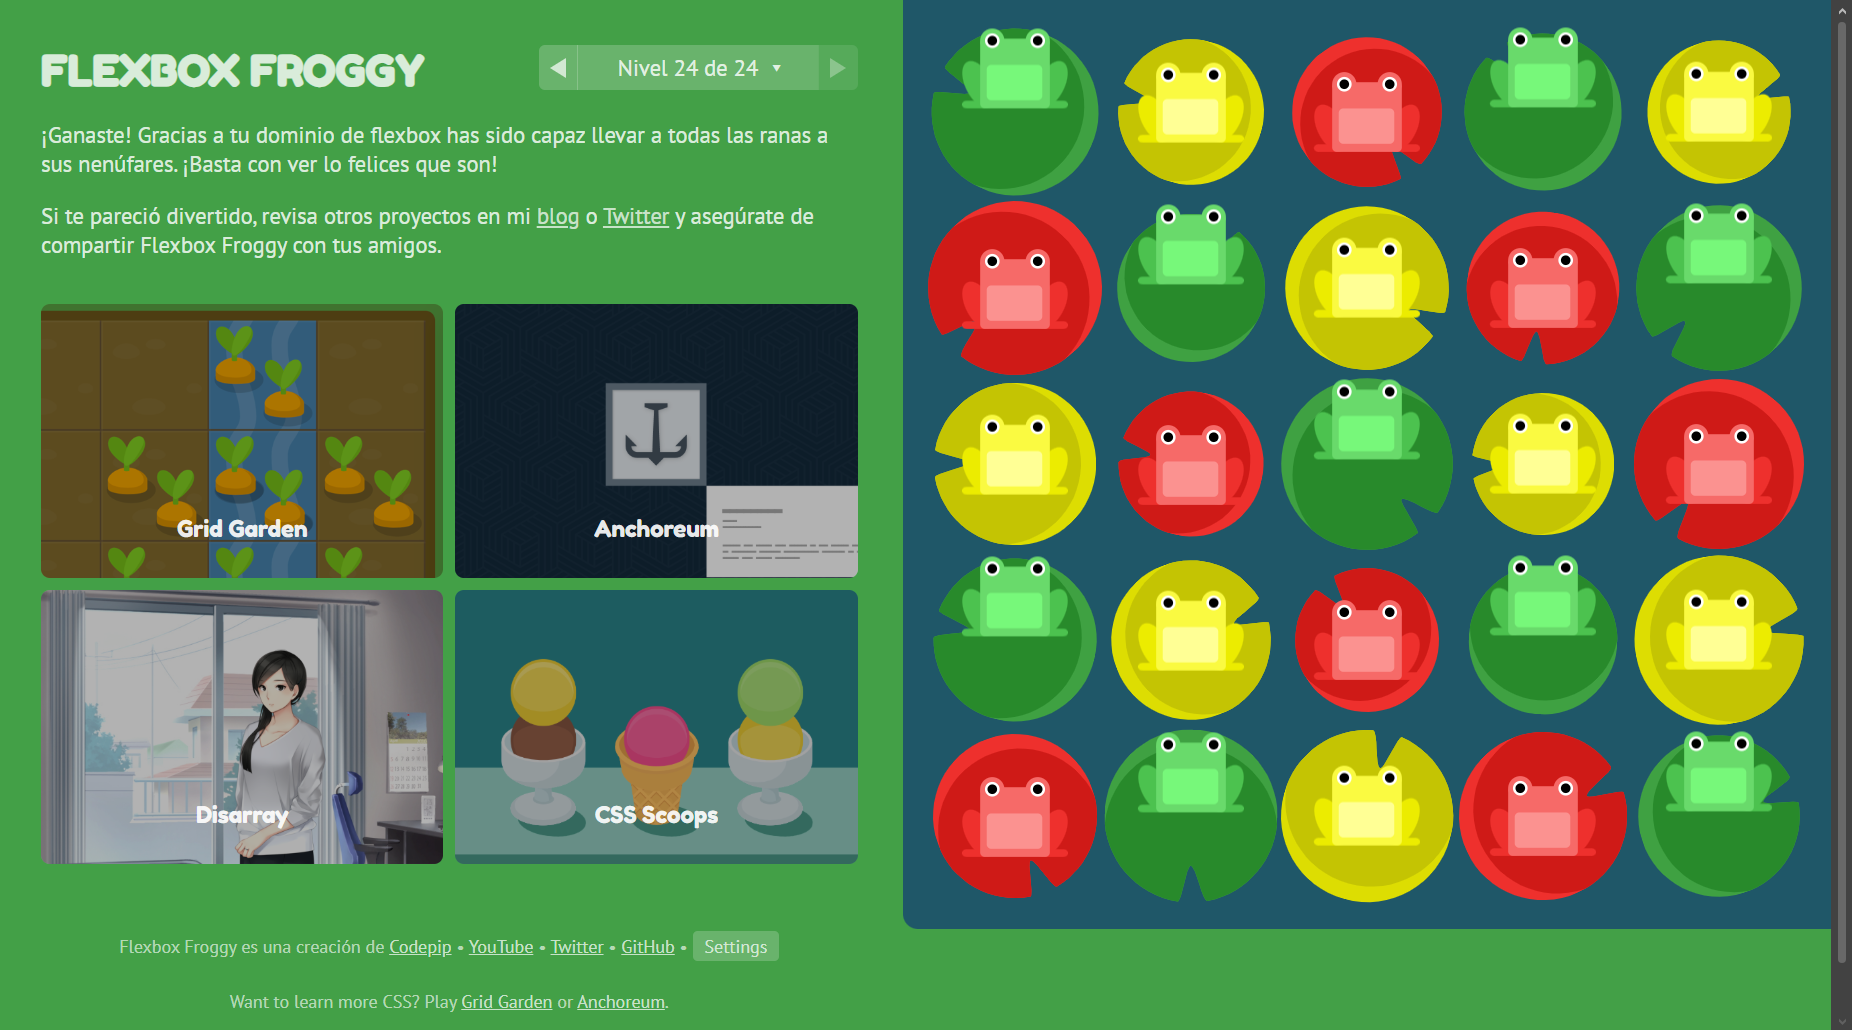 FLEXBOX FROGGY
Nivel 24 de 24
¡Ganaste! Gracias a tu dominio de flexbox has sido capaz llevar a todas las ranas a
sus nenúfares. ¡Basta con ver lo felices que son!
Si te pareció divertido, revisa otros proyectos en mi blog o Twitter y asegúrate de
compartir Flexbox Froggy con tus amigos.
Grid Garden
Anchoreum
Disarray
CSS Scoops
Flexbox Froggy es una creación de Codepip • YouTube • Twitter • GitHub • Settings
Want to learn more CSS? Play Grid Garden or Anchoreum.